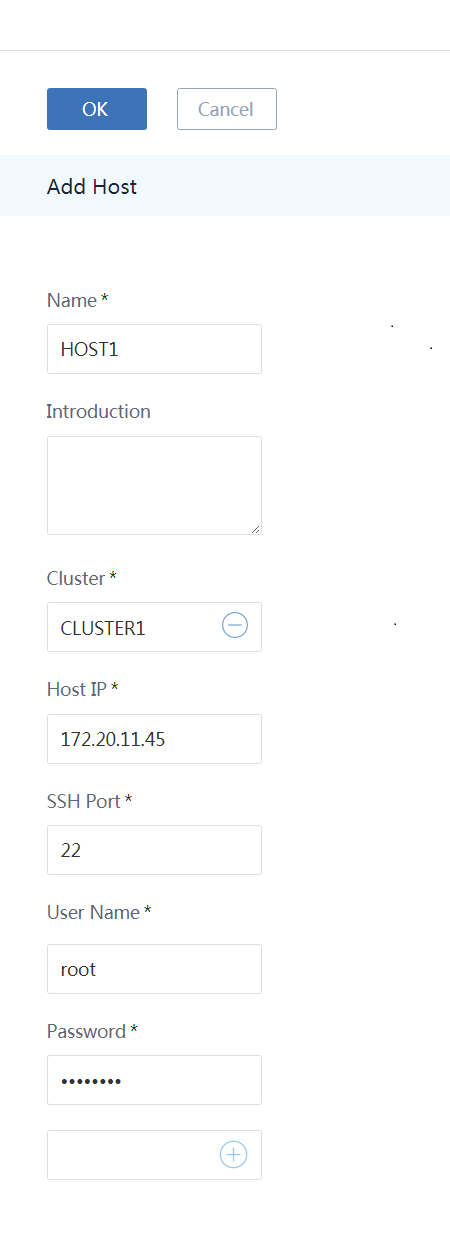 OK
Cancel
Add Host
Name *
HOST1
Introduction
Cluster *
CLUSTER1
Host IP *
172.20.11.45
SSH Port *
22
User Name *
root
Password *
••••••••